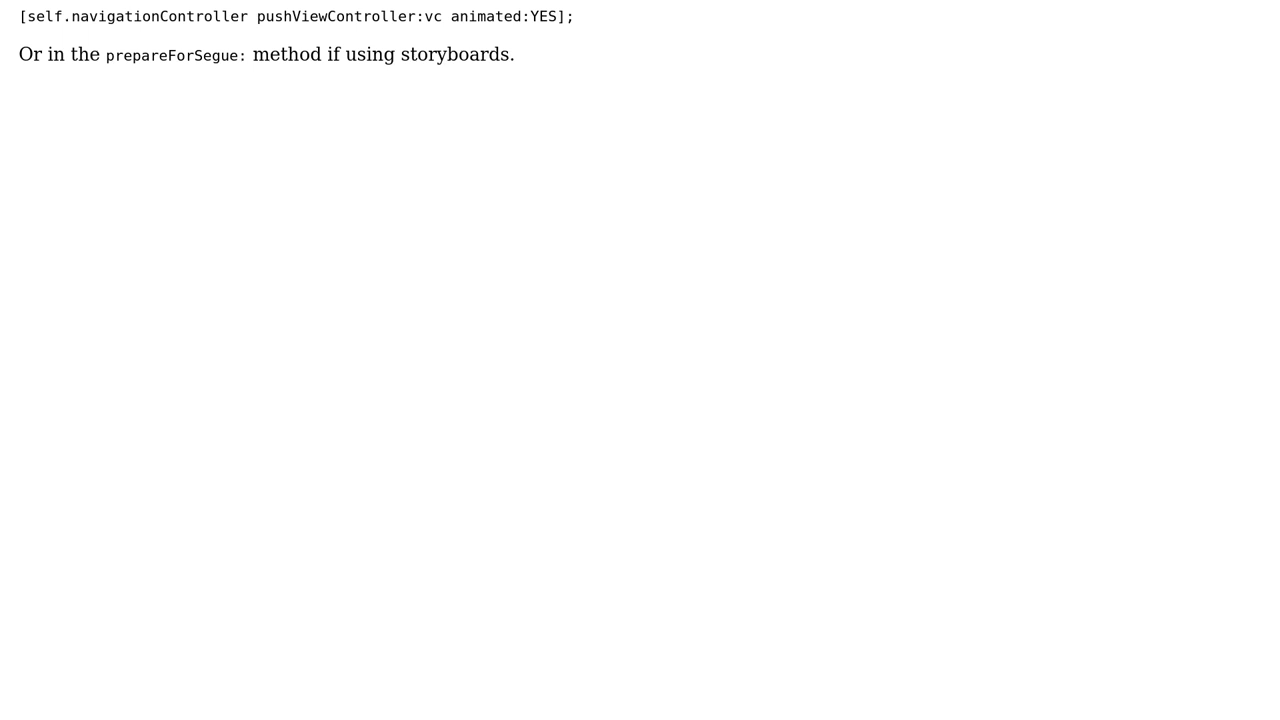 [self.navigationController pushViewController:vc animated:YES];
Or in the prepareForSegue: method if using storyboards.